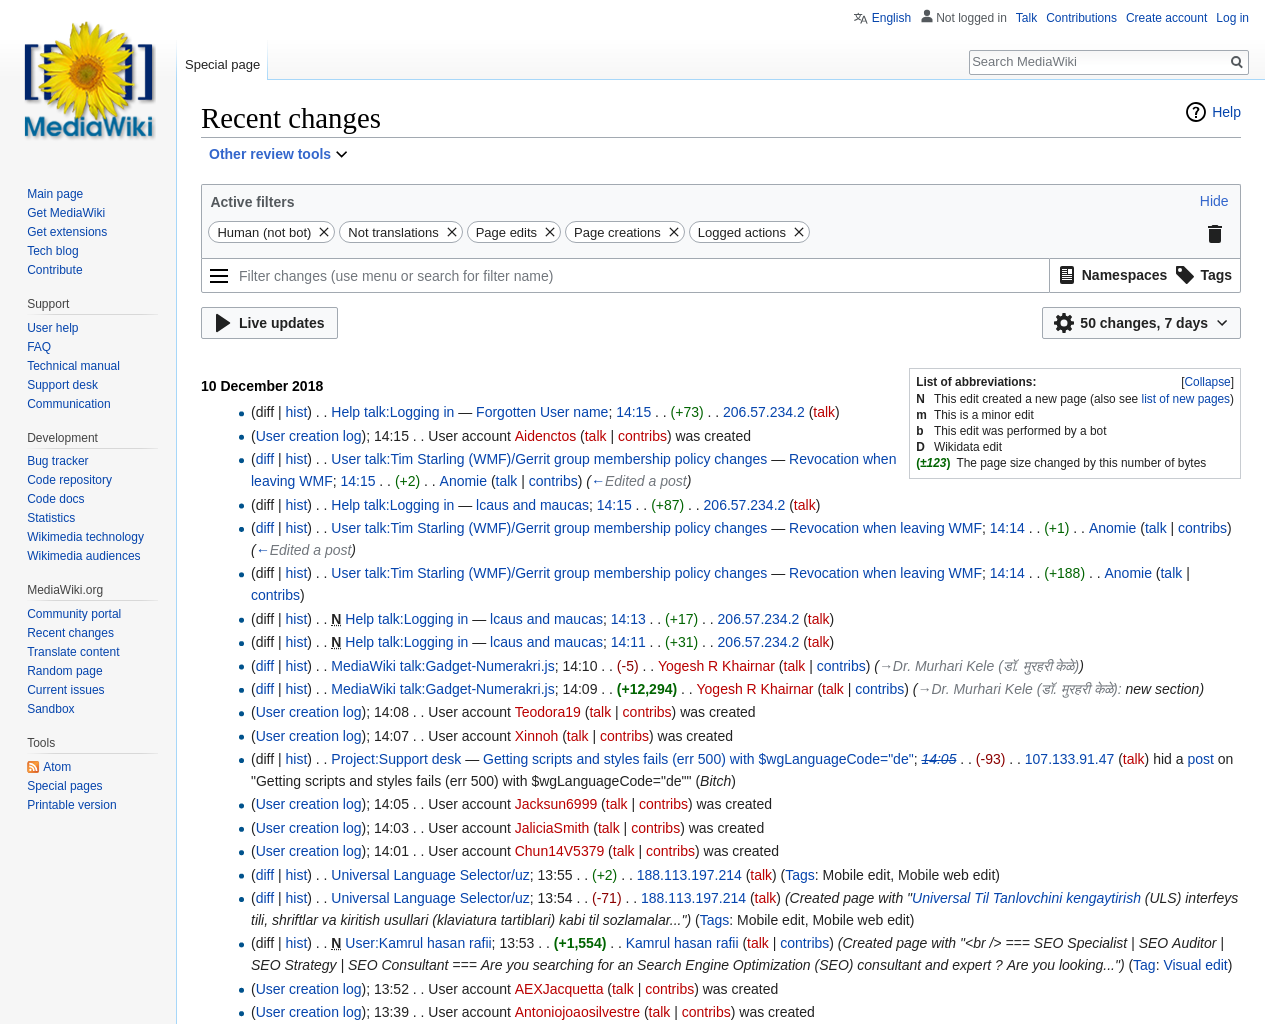 English Not logged in Talk Contributions Create account Log in
MediaWiki
Special page
Search MediaWiki
Main page
Get MediaWiki
Get extensions
Tech blog
Contribute
Support
User help
FAQ
Technical manual
Support desk
Communication
Development
Bug tracker
Code repository
Code docs
Statistics
Wikimedia technology
Wikimedia audiences
MediaWiki.org
Community portal
Recent changes
Translate content
Random page
Current issues
Sandbox
Tools
Atom
Special pages
Printable version
Recent changes
Help
Other review tools
Active filters
Hide
Human (not bot) Not translations Page edits Page creations Logged actions
Filter changes (use menu or search for filter name)
Namespaces Tags
Live updates
50 changes, 7 days
List of abbreviations: [Collapse]
N This edit created a new page (also see list of new pages)
m This is a minor edit
b This edit was performed by a bot
D Wikidata edit
(±123) The page size changed by this number of bytes
10 December 2018
(diff | hist) . . Help talk:Logging in — Forgotten User name; 14:15 . . (+73) . . 206.57.234.2 (talk)
(User creation log); 14:15 . . User account Aidenctos (talk | contribs) was created
(diff | hist) . . User talk:Tim Starling (WMF)/Gerrit group membership policy changes — Revocation when
leaving WMF; 14:15 . . (+2) . . Anomie (talk | contribs) (←Edited a post)
(diff | hist) . . Help talk:Logging in — lcaus and maucas; 14:15 . . (+87) . . 206.57.234.2 (talk)
(diff | hist) . . User talk:Tim Starling (WMF)/Gerrit group membership policy changes — Revocation when leaving WMF; 14:14 . . (+1) . . Anomie (talk | contribs)
(←Edited a post)
(diff | hist) . . User talk:Tim Starling (WMF)/Gerrit group membership policy changes — Revocation when leaving WMF; 14:14 . . (+188) . . Anomie (talk |
contribs)
(diff | hist) . . N Help talk:Logging in — lcaus and maucas; 14:13 . . (+17) . . 206.57.234.2 (talk)
(diff | hist) . . N Help talk:Logging in — lcaus and maucas; 14:11 . . (+31) . . 206.57.234.2 (talk)
(diff | hist) . . MediaWiki talk:Gadget-Numerakri.js; 14:10 . . (-5) . . Yogesh R Khairnar (talk | contribs) (→Dr. Murhari Kele (डॉ. मुरहरी केळे))
(diff | hist) . . MediaWiki talk:Gadget-Numerakri.js; 14:09 . . (+12,294) . . Yogesh R Khairnar (talk | contribs) (→Dr. Murhari Kele (डॉ. मुरहरी केळे): new section)
(User creation log); 14:08 . . User account Teodora19 (talk | contribs) was created
(User creation log); 14:07 . . User account Xinnoh (talk | contribs) was created
(diff | hist) . . Project:Support desk — Getting scripts and styles fails (err 500) with $wgLanguageCode="de"; 14:05 . . (-93) . . 107.133.91.47 (talk) hid a post on
"Getting scripts and styles fails (err 500) with $wgLanguageCode="de"" (Bitch)
(User creation log); 14:05 . . User account Jacksun6999 (talk | contribs) was created
(User creation log); 14:03 . . User account JaliciaSmith (talk | contribs) was created
(User creation log); 14:01 . . User account Chun14V5379 (talk | contribs) was created
(diff | hist) . . Universal Language Selector/uz; 13:55 . . (+2) . . 188.113.197.214 (talk) (Tags: Mobile edit, Mobile web edit)
(diff | hist) . . Universal Language Selector/uz; 13:54 . . (-71) . . 188.113.197.214 (talk) (Created page with "Universal Til Tanlovchini kengaytirish (ULS) interfeys
tili, shriftlar va kiritish usullari (klaviatura tartiblari) kabi til sozlamalar...") (Tags: Mobile edit, Mobile web edit)
(diff | hist) . . N User:Kamrul hasan rafii; 13:53 . . (+1,554) . . Kamrul hasan rafii (talk | contribs) (Created page with "<br /> === SEO Specialist | SEO Auditor |
SEO Strategy | SEO Consultant === Are you searching for an Search Engine Optimization (SEO) consultant and expert ? Are you looking...") (Tag: Visual edit)
(User creation log); 13:52 . . User account AEXJacquetta (talk | contribs) was created
(User creation log); 13:39 . . User account Antoniojoaosilvestre (talk | contribs) was created